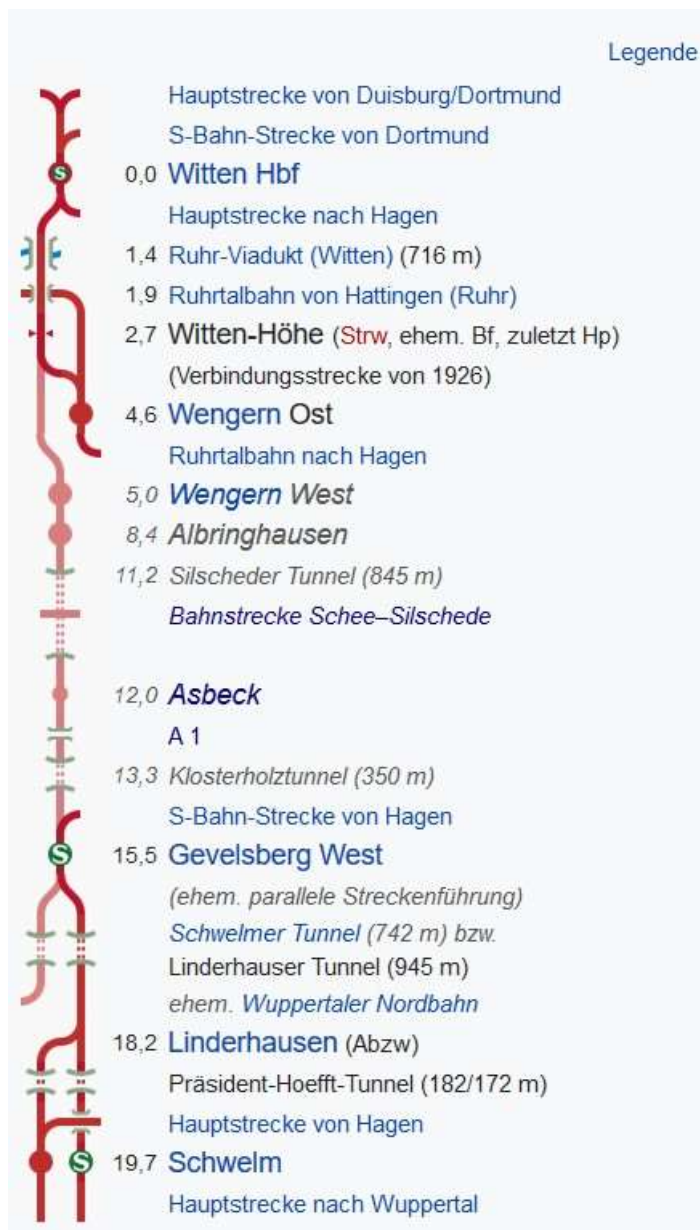 Legende
Hauptstrecke von Duisburg/Dortmund
S-Bahn-Strecke von Dortmund
S
0,0 Witten Hbf
Hauptstrecke nach Hagen
1,4 Ruhr-Viadukt (Witten) (716 m)
1,9 Ruhrtalbahn von Hattingen (Ruhr)
2,7 Witten-Höhe (Strw, ehem. Bf, zuletzt Hp)
(Verbindungsstrecke von 1926)
4,6 Wengern Ost
Ruhrtalbahn nach Hagen
5,0 Wengern West
8,4 Albringhausen
11,2 Silscheder Tunnel (845 m)
Bahnstrecke Schee–Silschede
12,0 Asbeck
A 1
13,3 Klosterholztunnel (350 m)
S-Bahn-Strecke von Hagen
S 15,5 Gevelsberg West
(ehem. parallele Streckenführung)
Schwelmer Tunnel (742 m) bzw.
Linderhauser Tunnel (945 m)
ehem. Wuppertaler Nordbahn
18,2 Linderhausen (Abzw)
Präsident-Hoefft-Tunnel (182/172 m)
Hauptstrecke von Hagen
S 19,7 Schwelm
Hauptstrecke nach Wuppertal